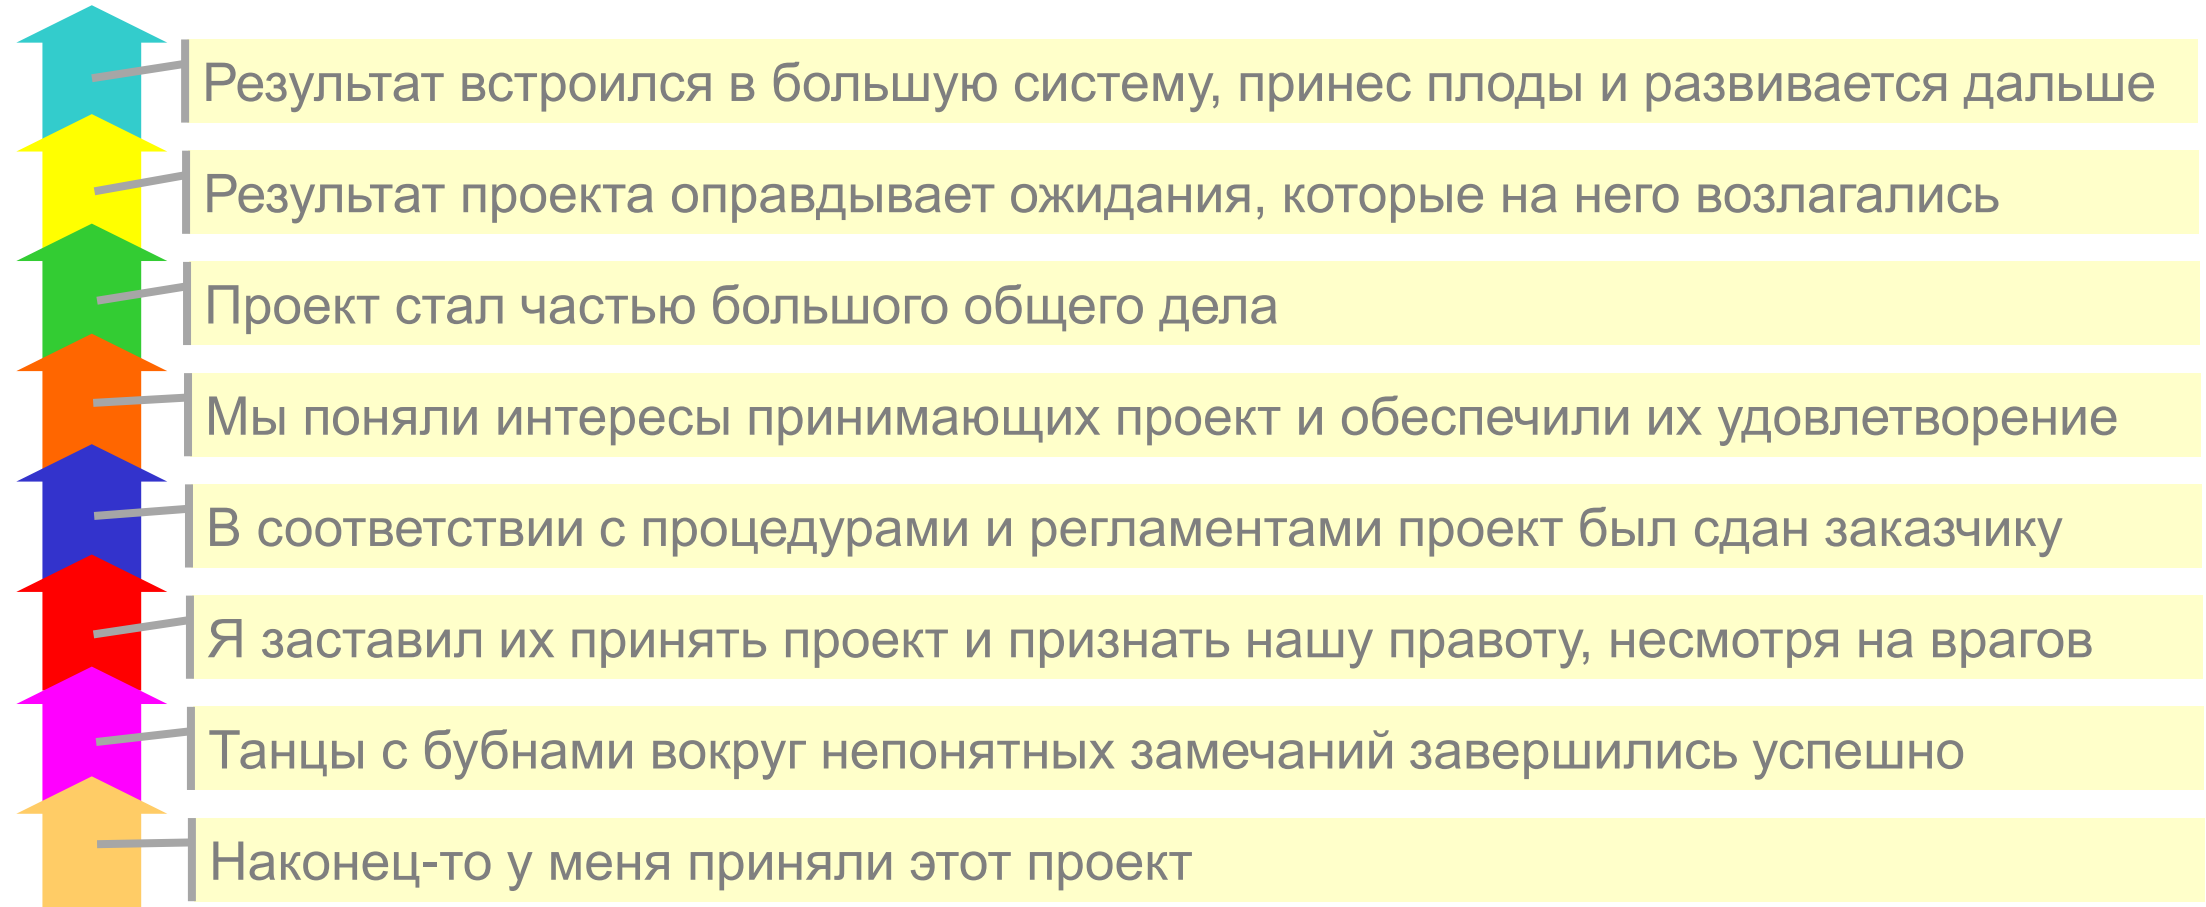 Результат встроился в большую систему, принес плоды и развивается дальше
Результат проекта оправдывает ожидания, которые на него возлагались
Проект стал частью большого общего дела
Мы поняли интересы принимающих проект и обеспечили их удовлетворение
В соответствии с процедурами и регламентами проект был сдан заказчику
Я заставил их принять проект и признать нашу правоту, несмотря на врагов
Танцы с бубнами вокруг непонятных замечаний завершились успешно
Наконец-то у меня приняли этот проект